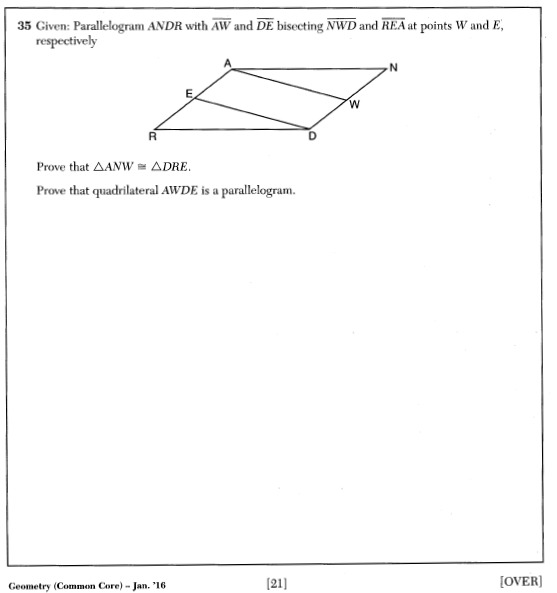 35 Given: Parallelogram ANDR with AW and DE bisecting NWD and REA at points W and E,
respectively
A
N
E
W
R
D
Prove that △ANW ≅ △DRE.
Prove that quadrilateral AWDE is a parallelogram.
Geometry (Common Core) – Jan. '16
[21]
[OVER]